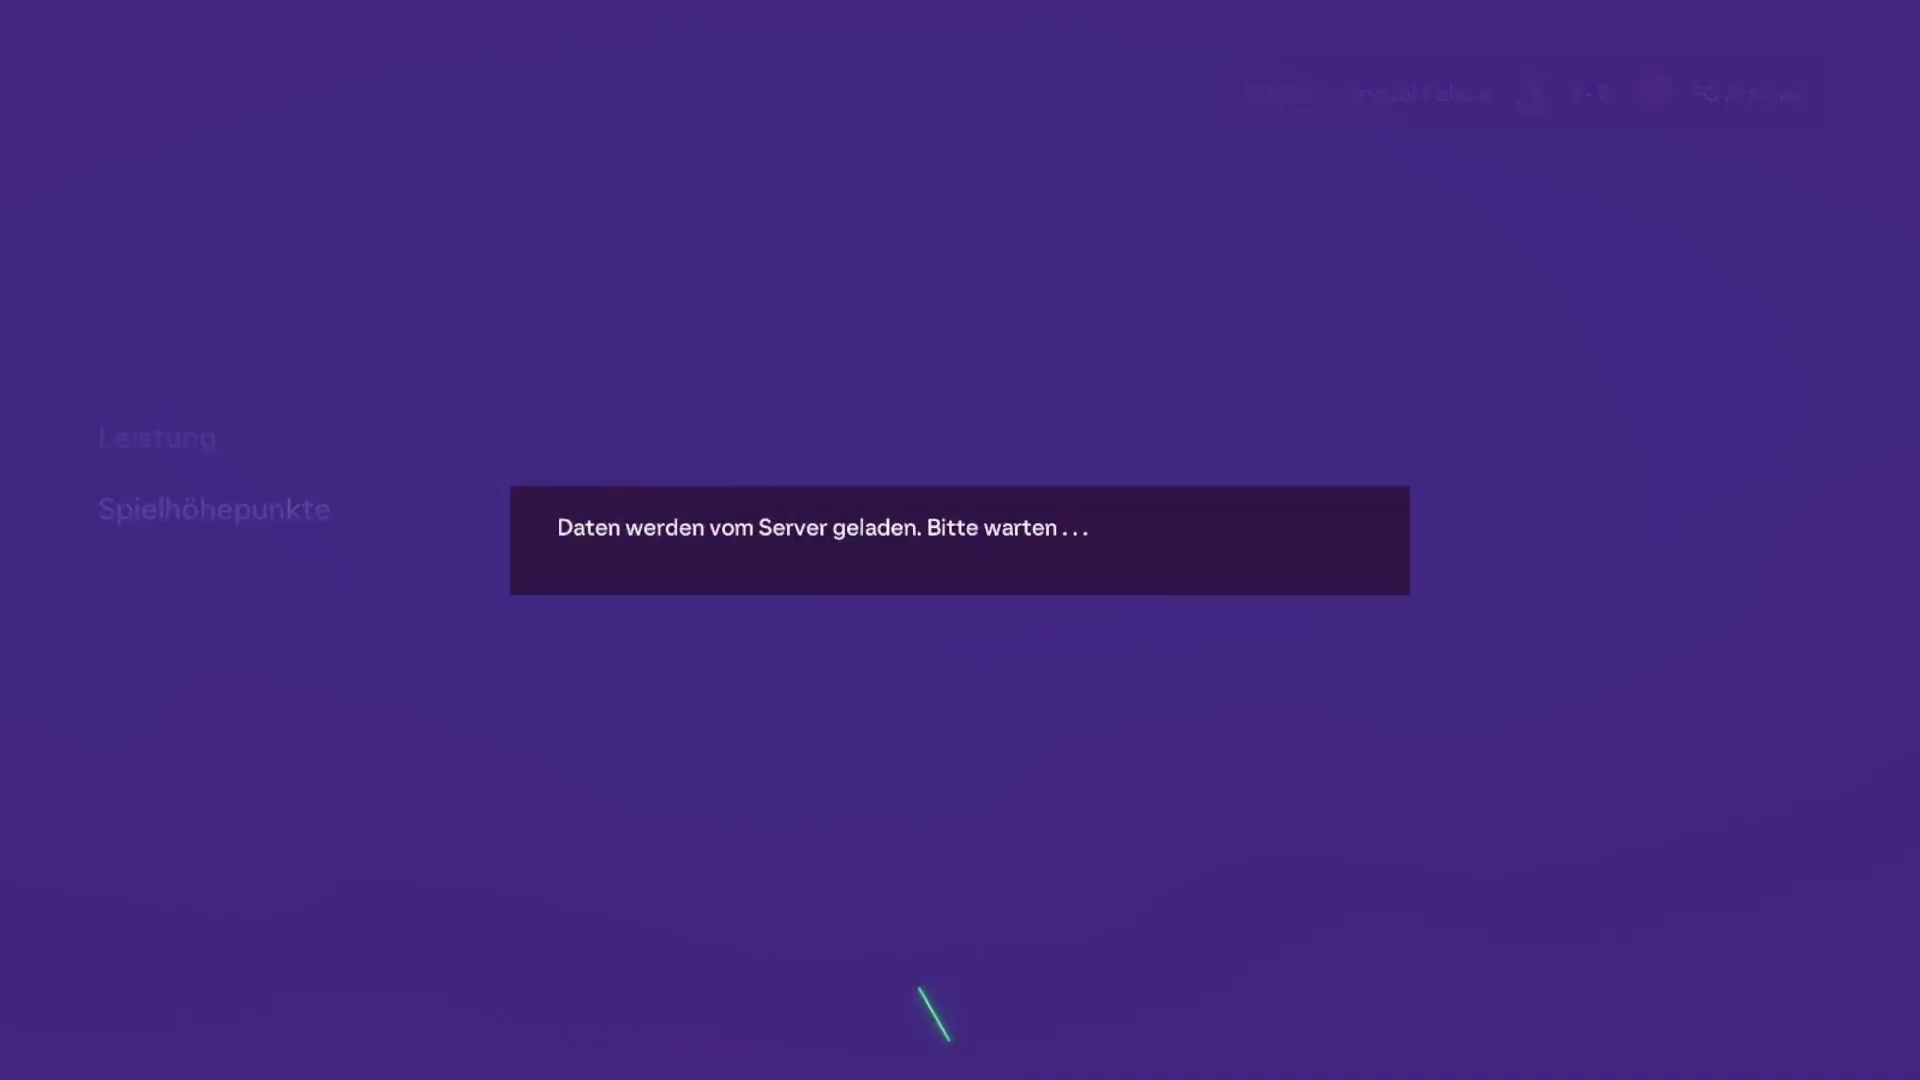 Leistung
Spielhöhepunkte
Daten werden vom Server geladen. Bitte warten . . .